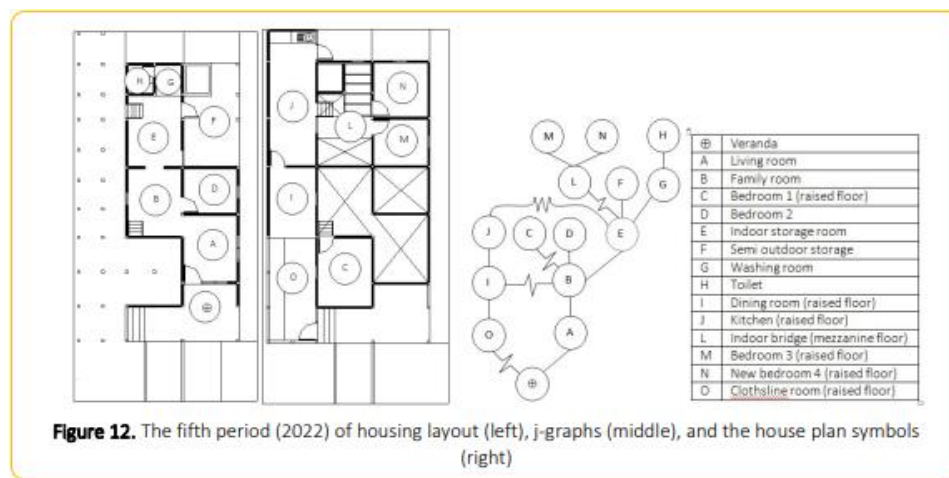 H G
F
E
B D
A
⊕
J N
L
M
I
O C
M N H
L F G
J C D E
I B
O A
⊕
⊕ Veranda
A Living room
B Family room
C Bedroom 1 (raised floor)
D Bedroom 2
E Indoor storage room
F Semi outdoor storage
G Washing room
H Toilet
I Dining room (raised floor)
J Kitchen (raised floor)
L Indoor bridge (mezzanine floor)
M Bedroom 3 (raised floor)
N New bedroom 4 (raised floor)
O Clothsline room (raised floor)
Figure 12. The fifth period (2022) of housing layout (left), j-graphs (middle), and the house plan symbols
(right)